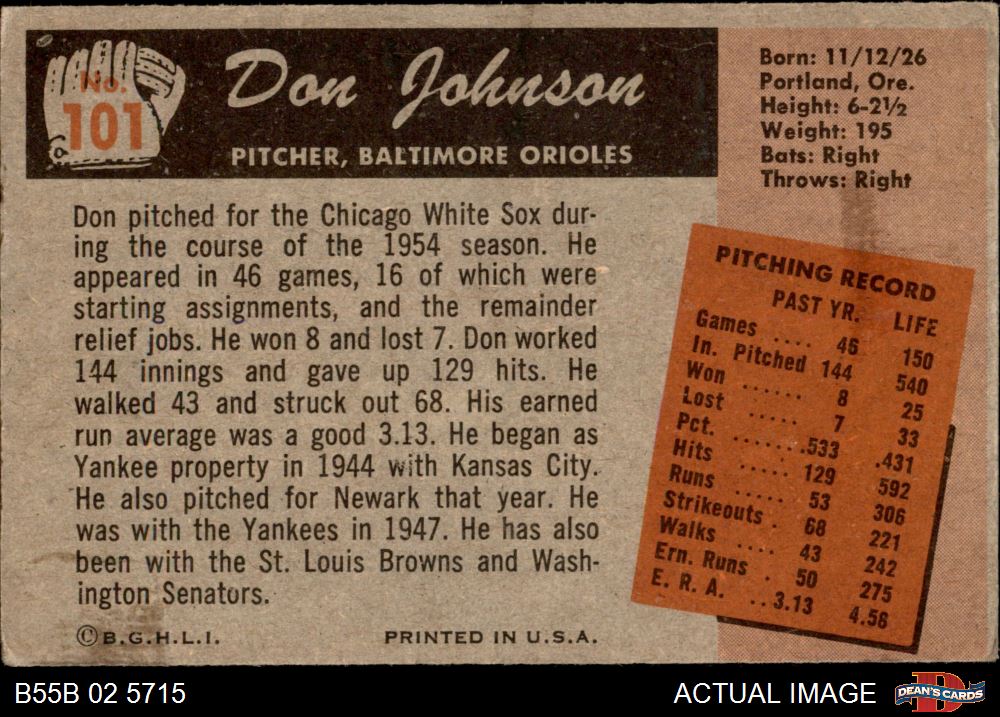 No.
101
Don Johnson
PITCHER, BALTIMORE ORIOLES
Born: 11/12/26
Portland, Ore.
Height: 6-2½
Weight: 195
Bats: Right
Throws: Right
Don pitched for the Chicago White Sox dur-
ing the course of the 1954 season. He
appeared in 46 games, 16 of which were
starting assignments, and the remainder
relief jobs. He won 8 and lost 7. Don worked
144 innings and gave up 129 hits. He
walked 43 and struck out 68. His earned
run average was a good 3.13. He began as
Yankee property in 1944 with Kansas City.
He also pitched for Newark that year. He
was with the Yankees in 1947. He has also
been with the St. Louis Browns and Wash-
ington Senators.
©B.G.H.L.I. PRINTED IN U.S.A.
PITCHING RECORD
PAST YR. LIFE
Games .... 46 150
In. Pitched 144 540
Won ...... 8 25
Lost ..... 7 33
Pct. ...... .533 .431
Hits ..... 129 592
Runs ..... 53 306
Strikeouts . 68 221
Walks .... 43 242
Ern. Runs . 50 275
E. R. A. ..3.13 4.58
B55B 02 5715 ACTUAL IMAGE
DEAN'S CARDS